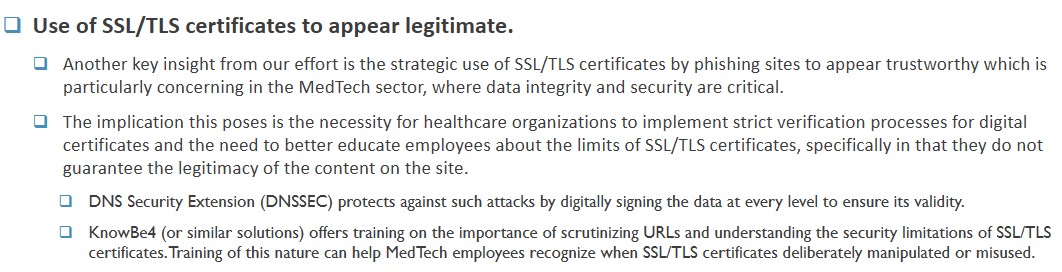 Use of SSL/TLS certificates to appear legitimate.
Another key insight from our effort is the strategic use of SSL/TLS certificates by phishing sites to appear trustworthy which is
particularly concerning in the MedTech sector, where data integrity and security are critical.
The implication this poses is the necessity for healthcare organizations to implement strict verification processes for digital
certificates and the need to better educate employees about the limits of SSL/TLS certificates, specifically in that they do not
guarantee the legitimacy of the content on the site.
DNS Security Extension (DNSSEC) protects against such attacks by digitally signing the data at every level to ensure its validity.
KnowBe4 (or similar solutions) offers training on the importance of scrutinizing URLs and understanding the security limitations of SSL/TLS
certificates. Training of this nature can help MedTech employees recognize when SSL/TLS certificates deliberately manipulated or misused.